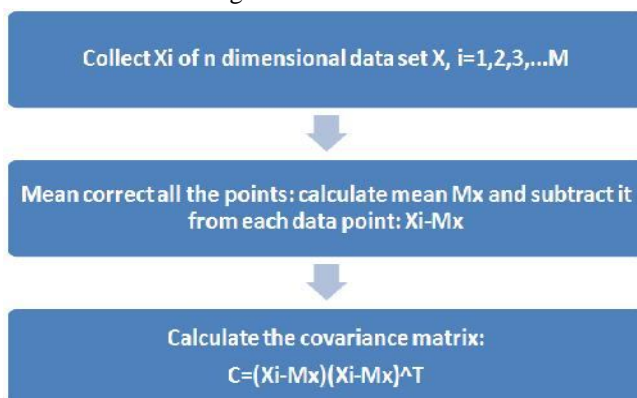 Collect Xi of n dimensional data set X, i=1,2,3,...M
Mean correct all the points: calculate mean Mx and subtract it
from each data point: Xi-Mx
Calculate the covariance matrix:
C=(Xi-Mx)(Xi-Mx)^T